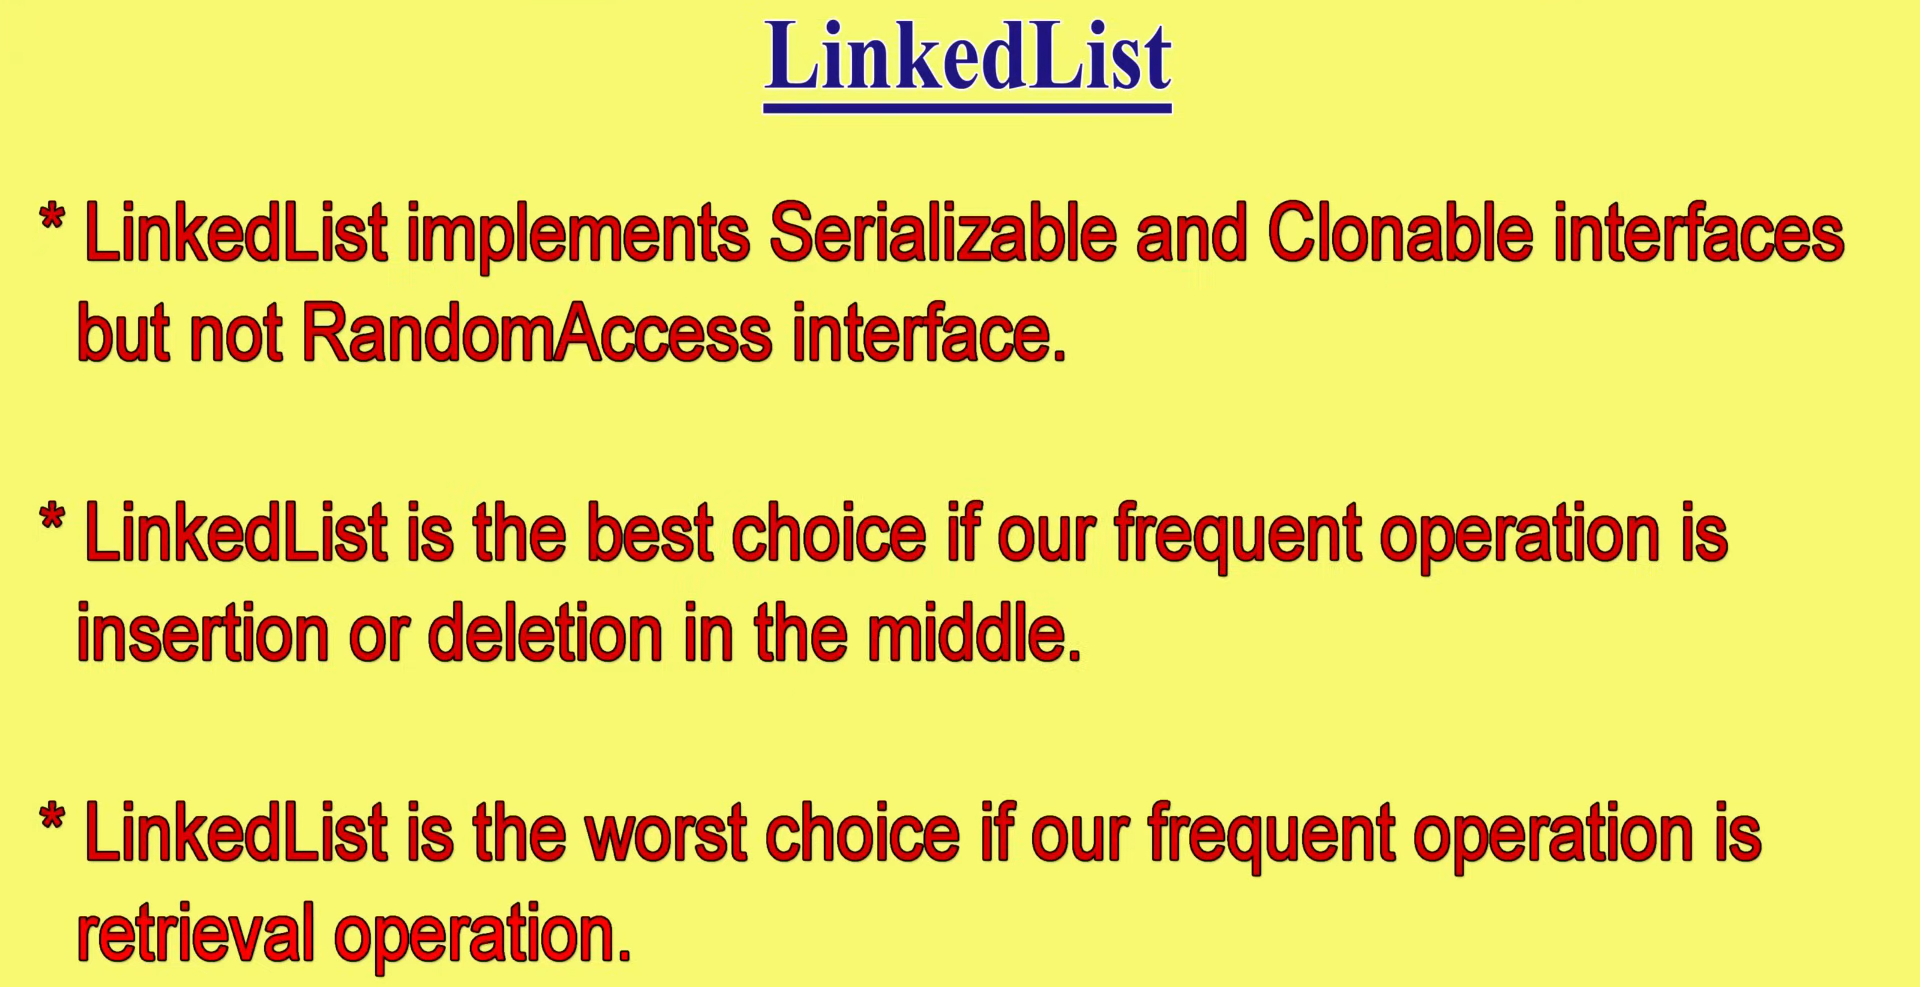 LinkedList
* LinkedList implements Serializable and Clonable interfaces
but not RandomAccess interface.
* LinkedList is the best choice if our frequent operation is
insertion or deletion in the middle.
* LinkedList is the worst choice if our frequent operation is
retrieval operation.